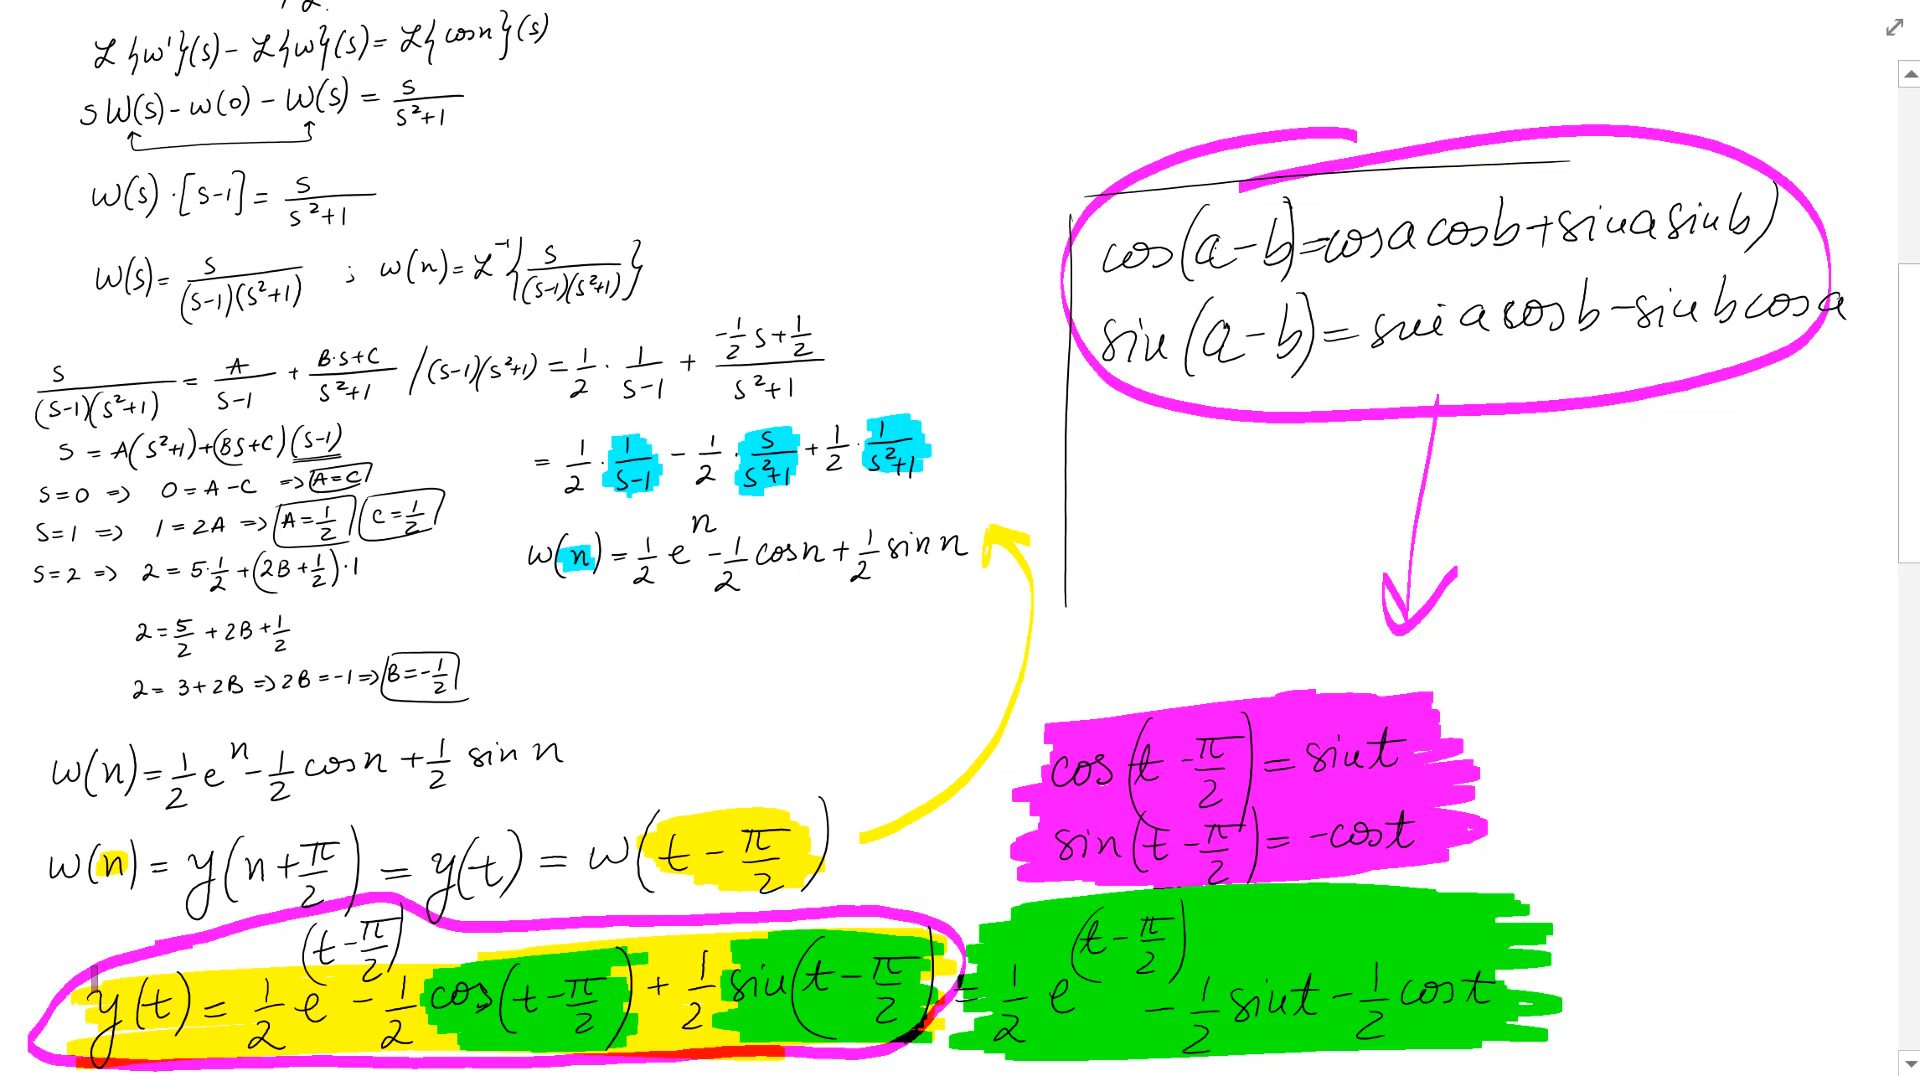 ℒ{w'}(s) - ℒ{w}(s) = ℒ{cos n}(s)
sW(s) - w(0) - W(s) = s/(s²+1)
W(s)·[s-1] = s/(s²+1)
W(s) = s/((s-1)(s²+1)) ; w(n) = ℒ⁻¹{s/((s-1)(s²+1))}
s/((s-1)(s²+1)) = A/(s-1) + (B·s+C)/(s²+1) /(s-1)(s²+1) = 1/2 · 1/(s-1) + (-1/2 s + 1/2)/(s²+1)
s = A(s²+1)+(Bs+C)(s-1)
= 1/2 · 1/(s-1) - 1/2 · s/(s²+1) + 1/2 · 1/(s²+1)
s=0 => 0=A-C => A=C
s=1 => 1=2A => A=1/2 C=1/2
w(n) = 1/2 e^n - 1/2 cos n + 1/2 sin n
s=2 => 2 = 5·1/2 + (2B+1/2)·1
2 = 5/2 + 2B + 1/2
2 = 3+2B => 2B=-1 => B=-1/2
w(n) = 1/2 e^n - 1/2 cos n + 1/2 sin n
w(n) = y(n+π/2) = y(t) = w(t-π/2)
y(t) = 1/2 e^(t-π/2) - 1/2 cos(t-π/2) + 1/2 sin(t-π/2) = 1/2 e^(t-π/2) - 1/2 sin t - 1/2 cos t
cos(a-b)=cos a cos b+sin a sin b)
sin(a-b)=sin a cos b-sin b cos a
cos(t-π/2)=sin t
sin(t-π/2)=-cos t